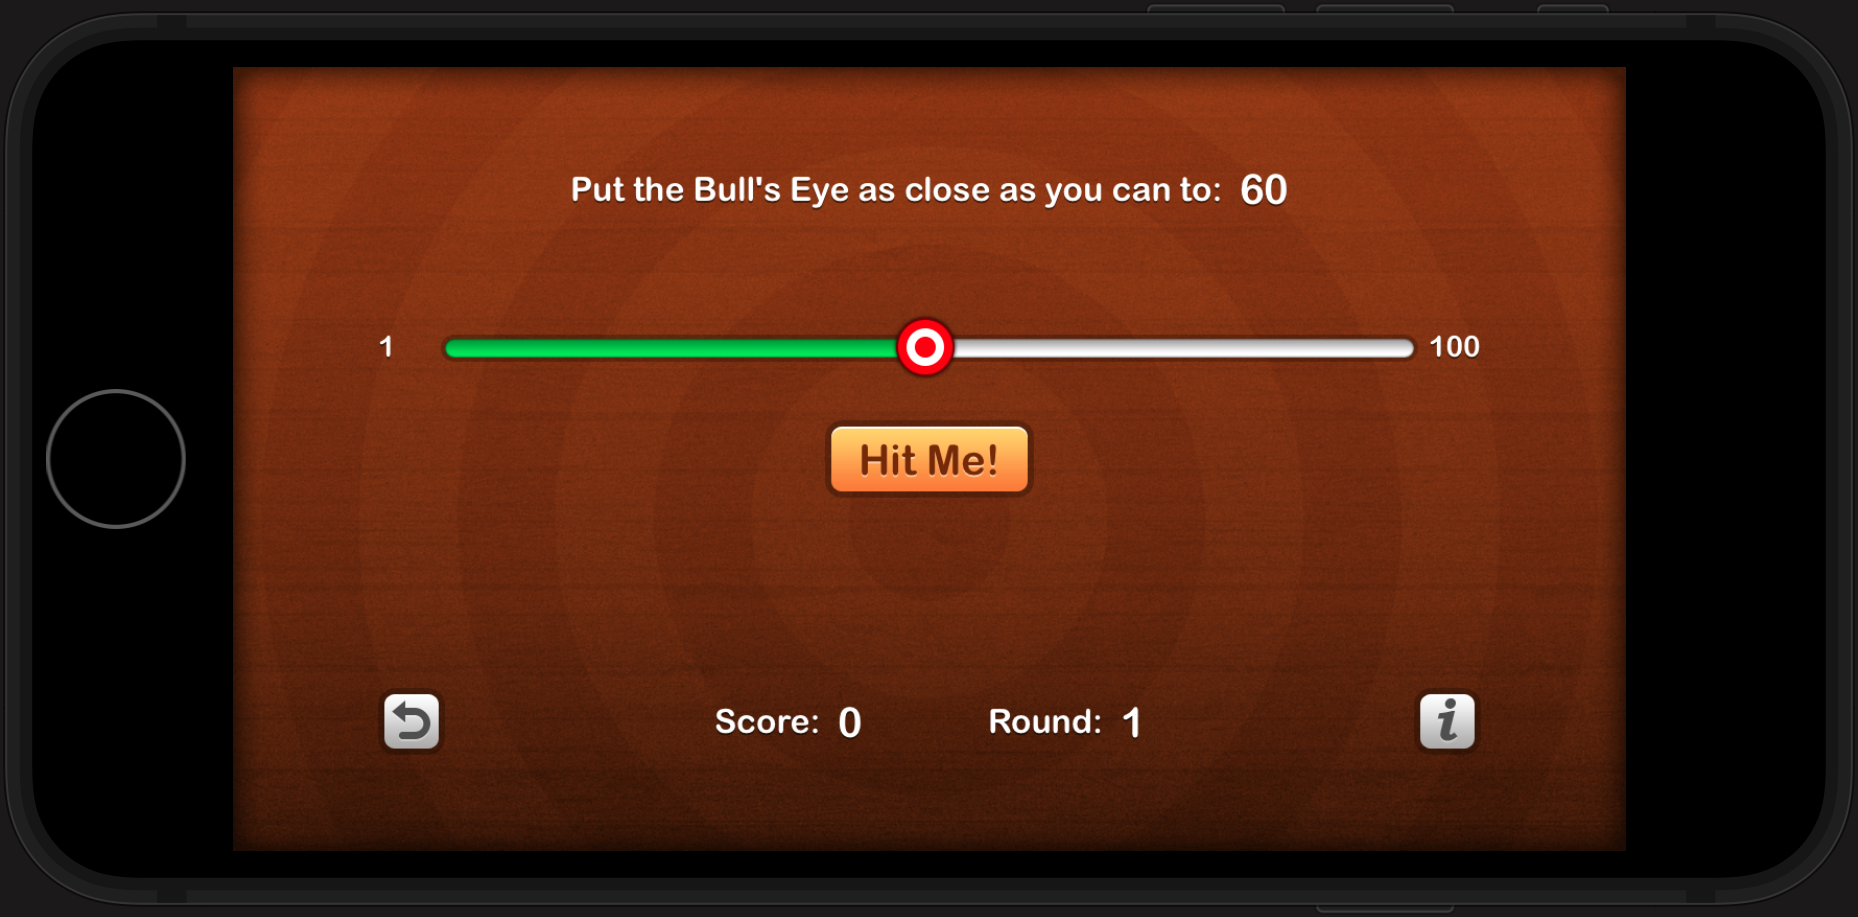 Put the Bull's Eye as close as you can to: 60
1 100
Hit Me!
Score: 0 Round: 1
i